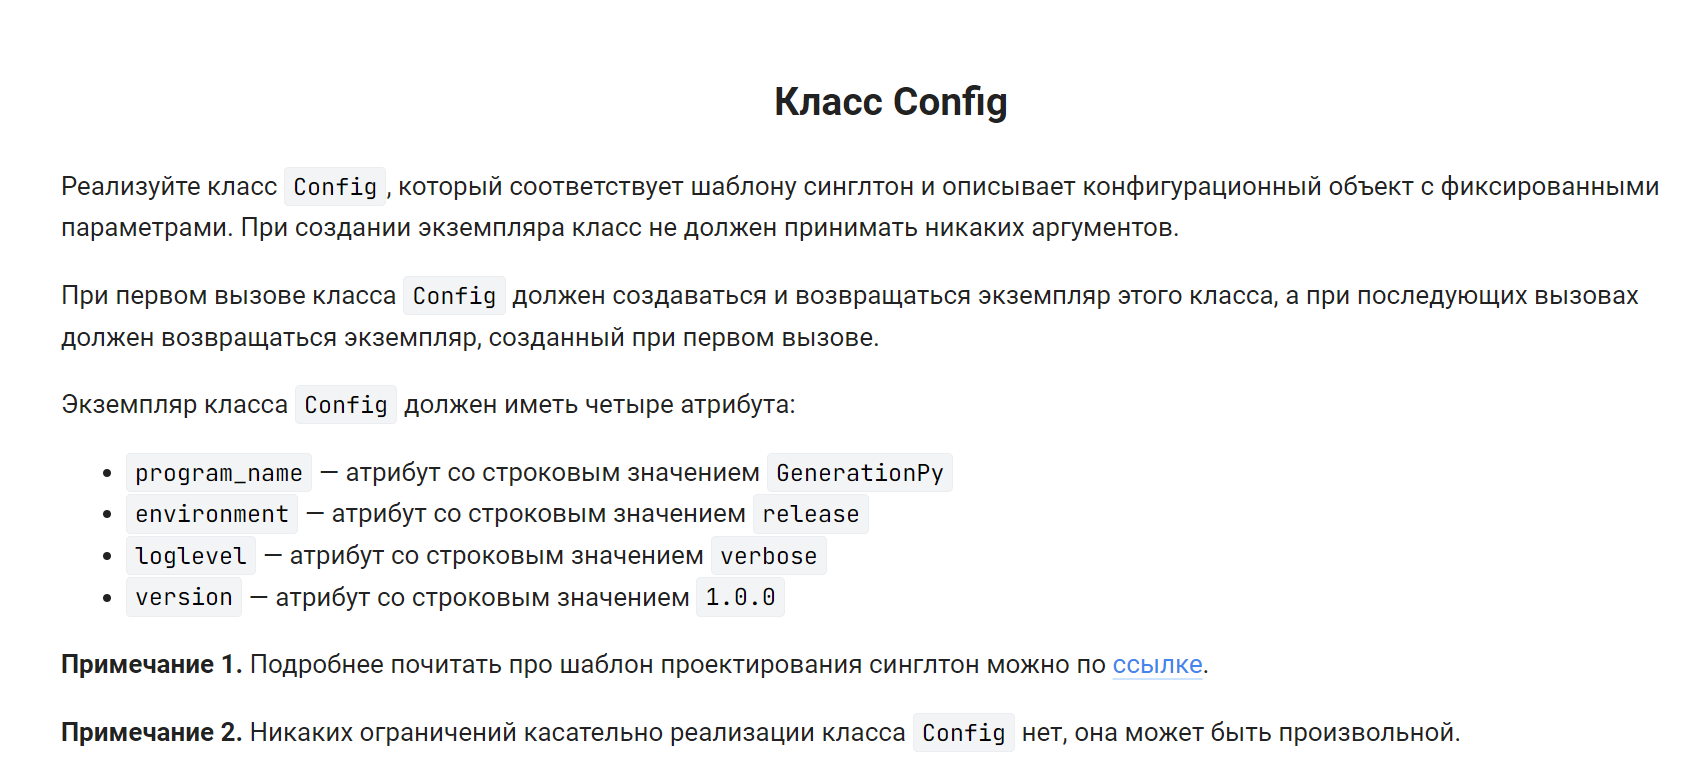 Класс Config
Реализуйте класс Config, который соответствует шаблону синглтон и описывает конфигурационный объект с фиксированными
параметрами. При создании экземпляра класс не должен принимать никаких аргументов.
При первом вызове класса Config должен создаваться и возвращаться экземпляр этого класса, а при последующих вызовах
должен возвращаться экземпляр, созданный при первом вызове.
Экземпляр класса Config должен иметь четыре атрибута:
• program_name — атрибут со строковым значением GenerationPy
• environment — атрибут со строковым значением release
• loglevel — атрибут со строковым значением verbose
• version — атрибут со строковым значением 1.0.0
Примечание 1. Подробнее почитать про шаблон проектирования синглтон можно по ссылке.
Примечание 2. Никаких ограничений касательно реализации класса Config нет, она может быть произвольной.